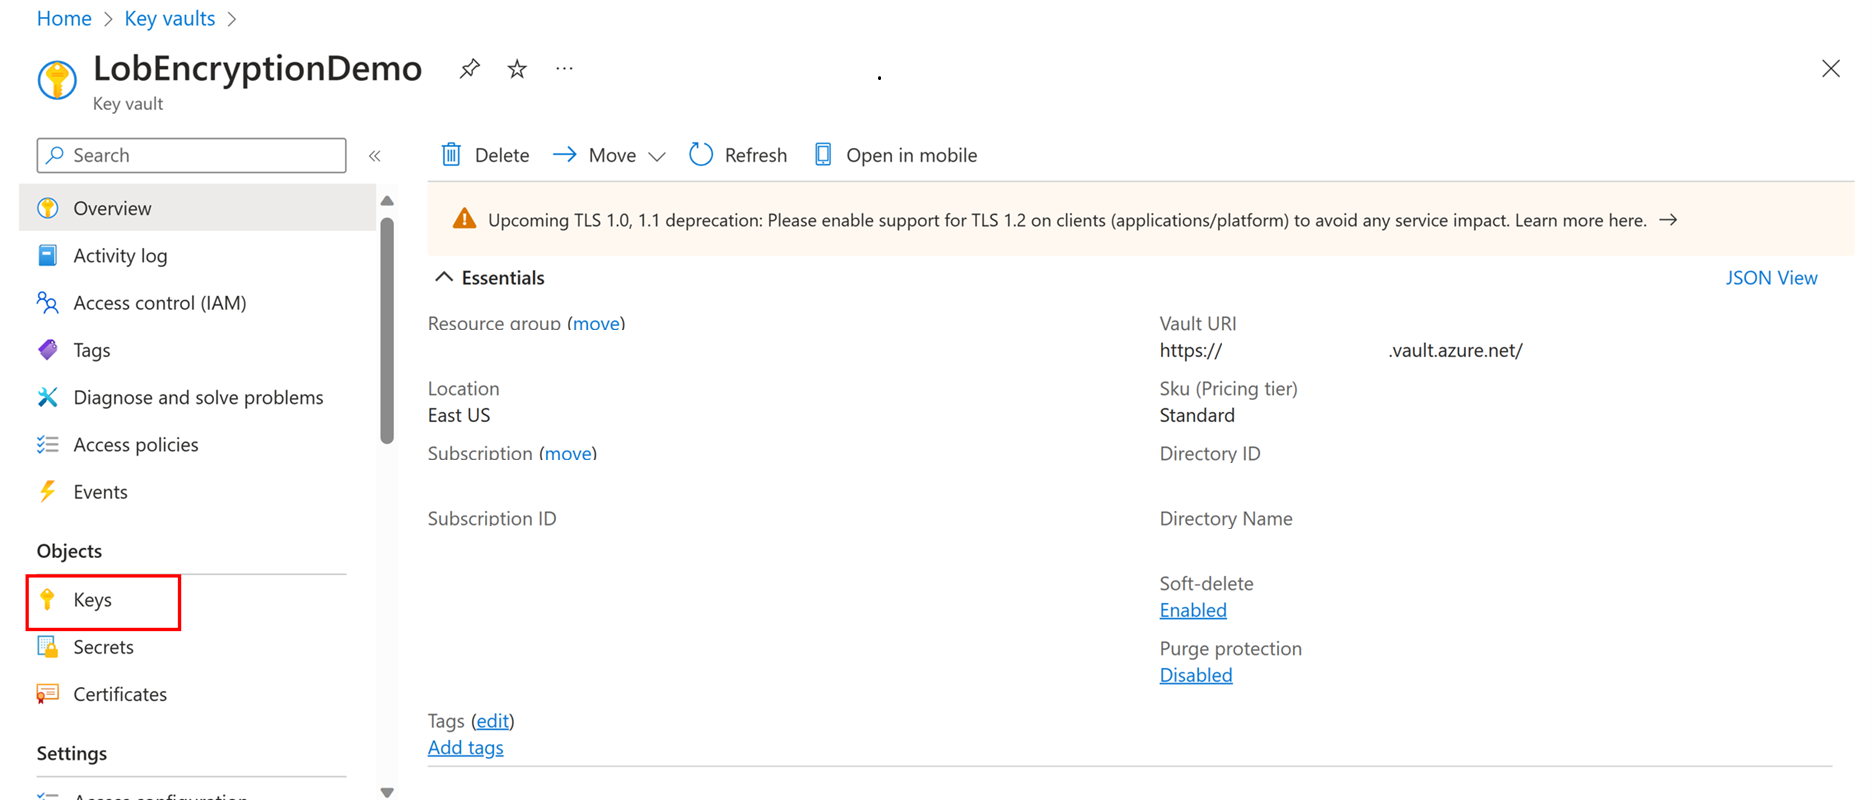 Home > Key vaults >
LobEncryptionDemo
Key vault
Search
Delete
Move
Refresh
Open in mobile
Overview
Activity log
Access control (IAM)
Tags
Diagnose and solve problems
Access policies
Events
Objects
Keys
Secrets
Certificates
Settings
Access configuration
Upcoming TLS 1.0, 1.1 deprecation: Please enable support for TLS 1.2 on clients (applications/platform) to avoid any service impact. Learn more here. →
Essentials
JSON View
Resource group (move)
Location
East US
Subscription (move)
Subscription ID
Vault URI
https:// .vault.azure.net/
Sku (Pricing tier)
Standard
Directory ID
Directory Name
Soft-delete
Enabled
Purge protection
Disabled
Tags (edit)
Add tags